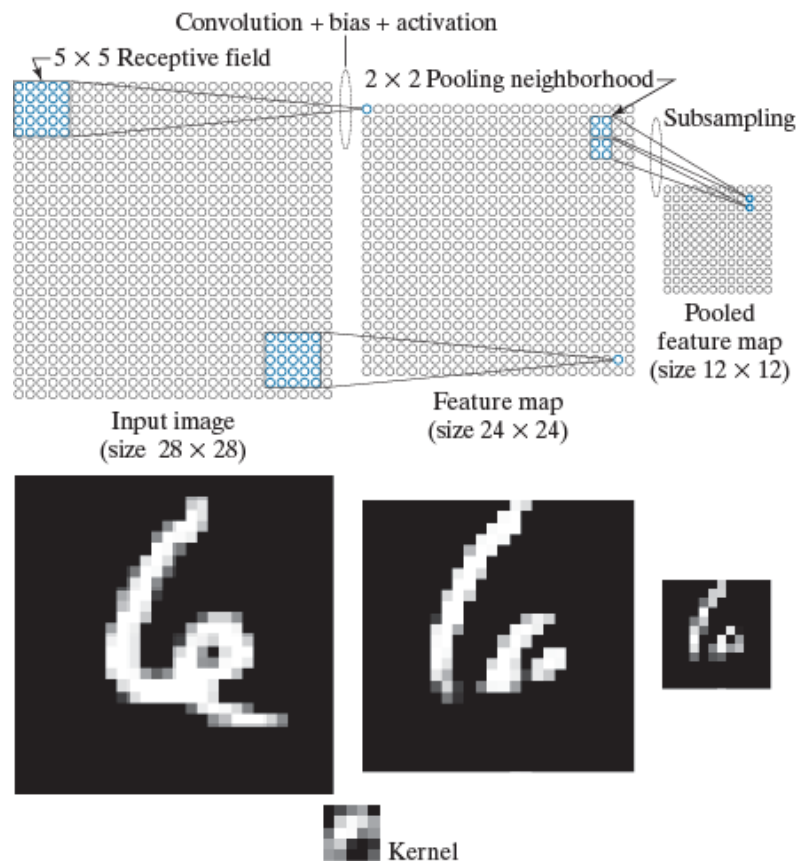 Convolution + bias + activation
5 × 5 Receptive field
2 × 2 Pooling neighborhood
Subsampling
Pooled
feature map
(size 12 × 12)
Feature map
(size 24 × 24)
Input image
(size 28 × 28)
Kernel